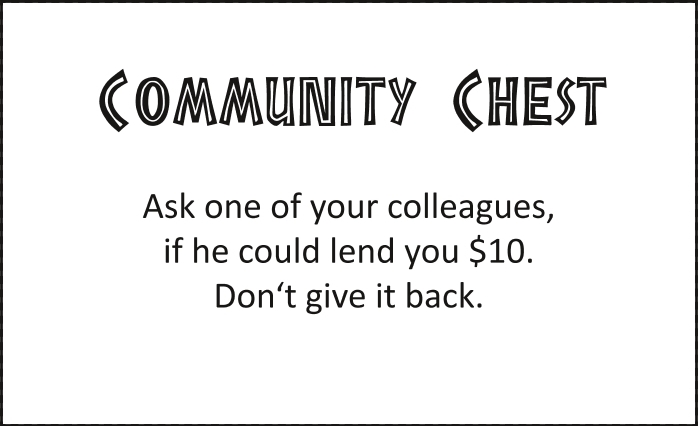 Community Chest
Ask one of your colleagues,
if he could lend you $10.
Don‘t give it back.